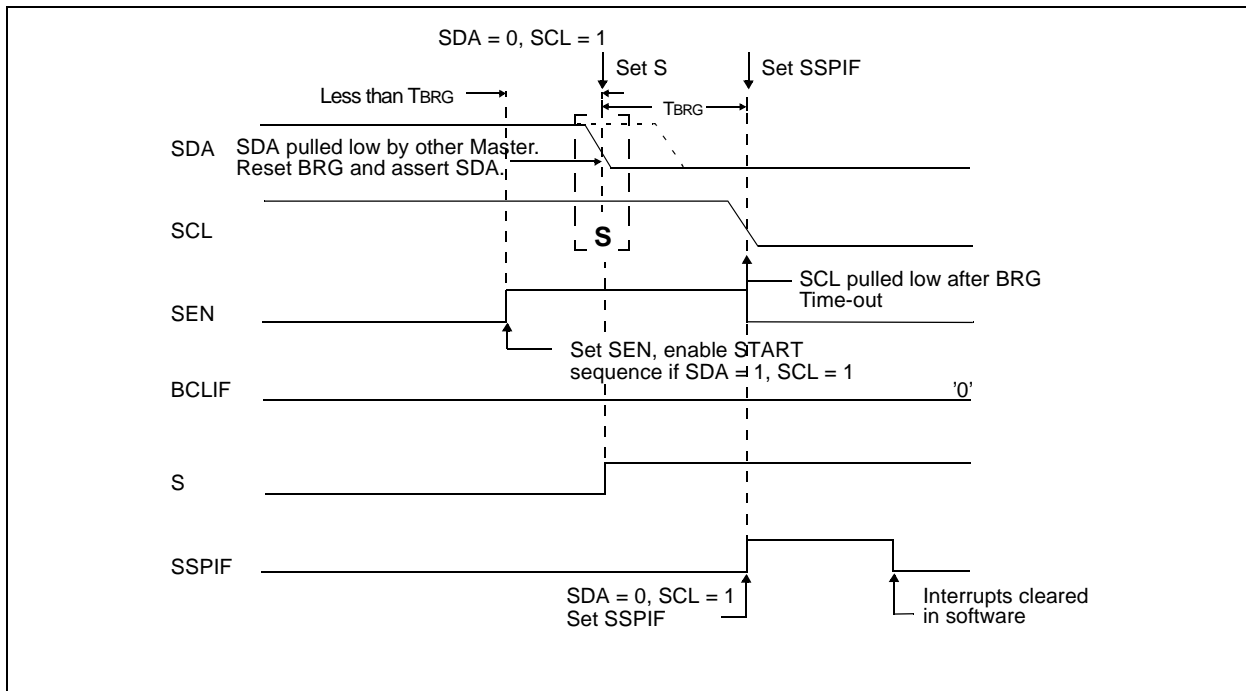 SDA = 0, SCL = 1
Set S
Set SSPIF
Less than TBRG
TBRG
SDA
SDA pulled low by other Master.
Reset BRG and assert SDA.
SCL
S
SCL pulled low after BRG
Time-out
SEN
Set SEN, enable START
sequence if SDA = 1, SCL = 1
BCLIF
'0'
S
SSPIF
SDA = 0, SCL = 1
Set SSPIF
Interrupts cleared
in software